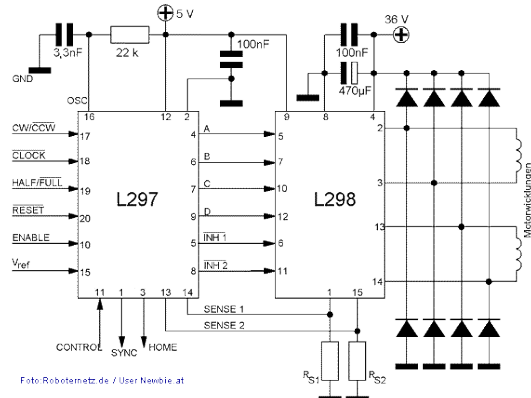 5 V
36 V
3,3nF
22 k
100nF
100nF
GND
470µF
OSC
16
12
2
9
8
4
CW/CCW
17
4
A
5
2
CLOCK
18
6
B
7
HALF/FULL
19
L297
7
C
10
L298
3
RESET
20
9
D
12
13
ENABLE
10
5
INH 1
6
Vref
15
8
INH 2
11
14
Motorwicklungen
11
1
3
13
14
1
15
SENSE 1
SENSE 2
CONTROL
SYNC
HOME
RS1
RS2
Foto:Roboternetz.de / User Newbie.at